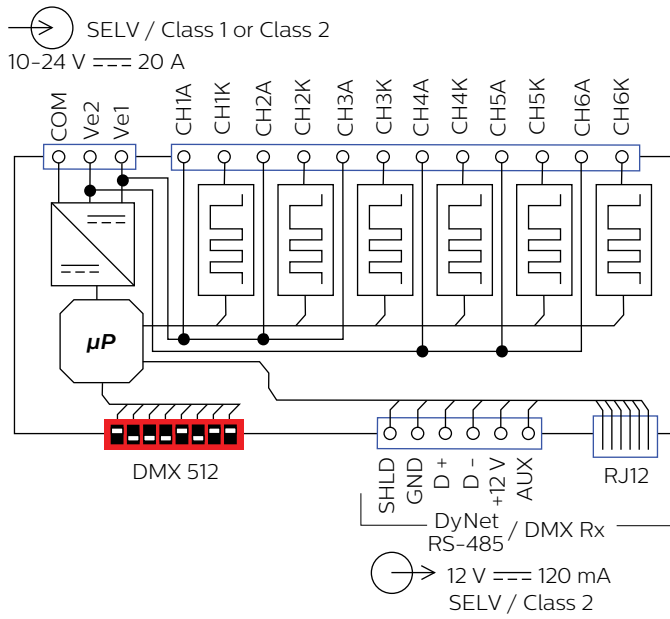 SELV / Class 1 or Class 2
10-24 V ⎓ 20 A
COM
Ve2
Ve1
CH1A
CH1K
CH2A
CH2K
CH3A
CH3K
CH4A
CH4K
CH5A
CH5K
CH6A
CH6K
μP
DMX 512
SHLD
GND
D +
D -
+12 V
AUX
RJ12
DyNet
RS-485 / DMX Rx
12 V ⎓ 120 mA
SELV / Class 2